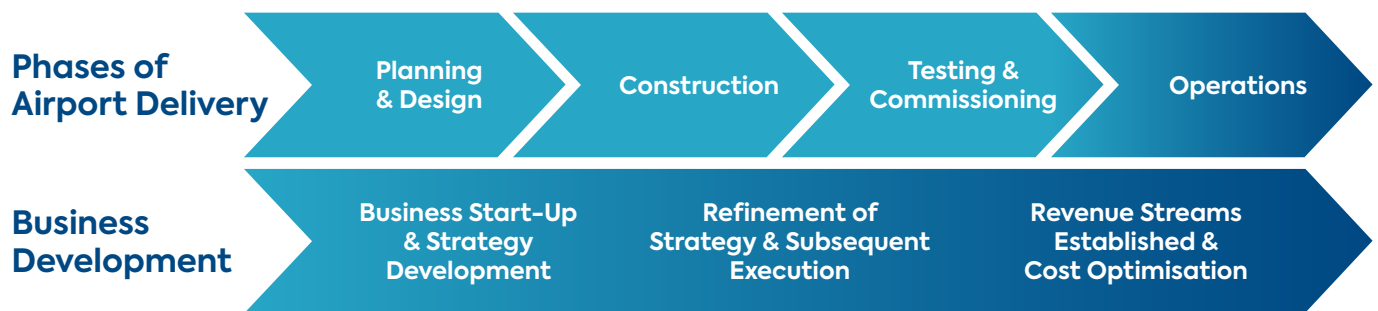 Phases of
Airport Delivery
Planning
& Design
Construction
Testing &
Commissioning
Operations
Business
Development
Business Start-Up
& Strategy
Development
Refinement of
Strategy & Subsequent
Execution
Revenue Streams
Established &
Cost Optimisation